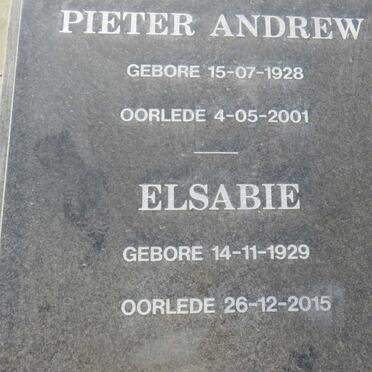 PIETER ANDREW
GEBORE 15-07-1928
OORLEDE 4-05-2001
ELSABIE
GEBORE 14-11-1929
OORLEDE 26-12-2015